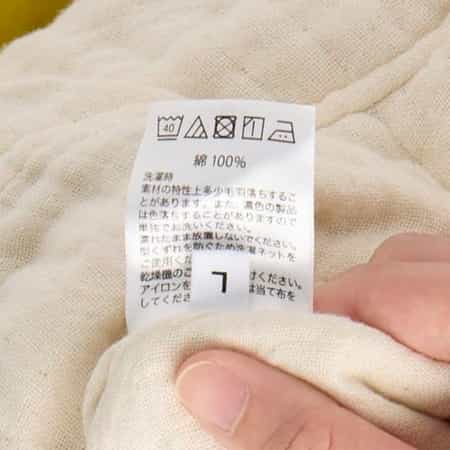 40
綿 100%
洗濯時
素材の特性上多少毛羽落ちするこ
とがあります。また、濃色の製品
は色落ちすることがありますので
単独でお洗いください。
濡れたまま放置しないでください。
型くずれを防ぐため洗濯ネットを
ご使用くだ
乾燥機のご けください。
アイロンを は当て布を
してくださ
L